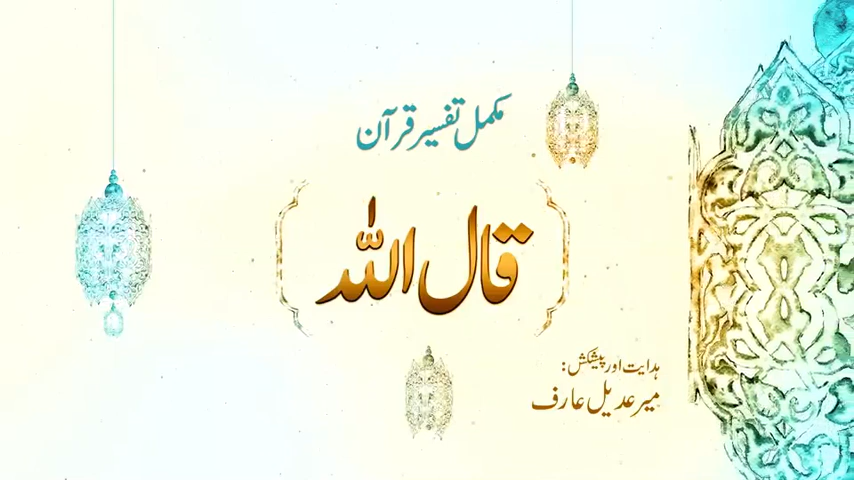 مکمل تفسیر قرآن
قال اللہ
ہدایت اور پیشکش:
میر عدیل عارف